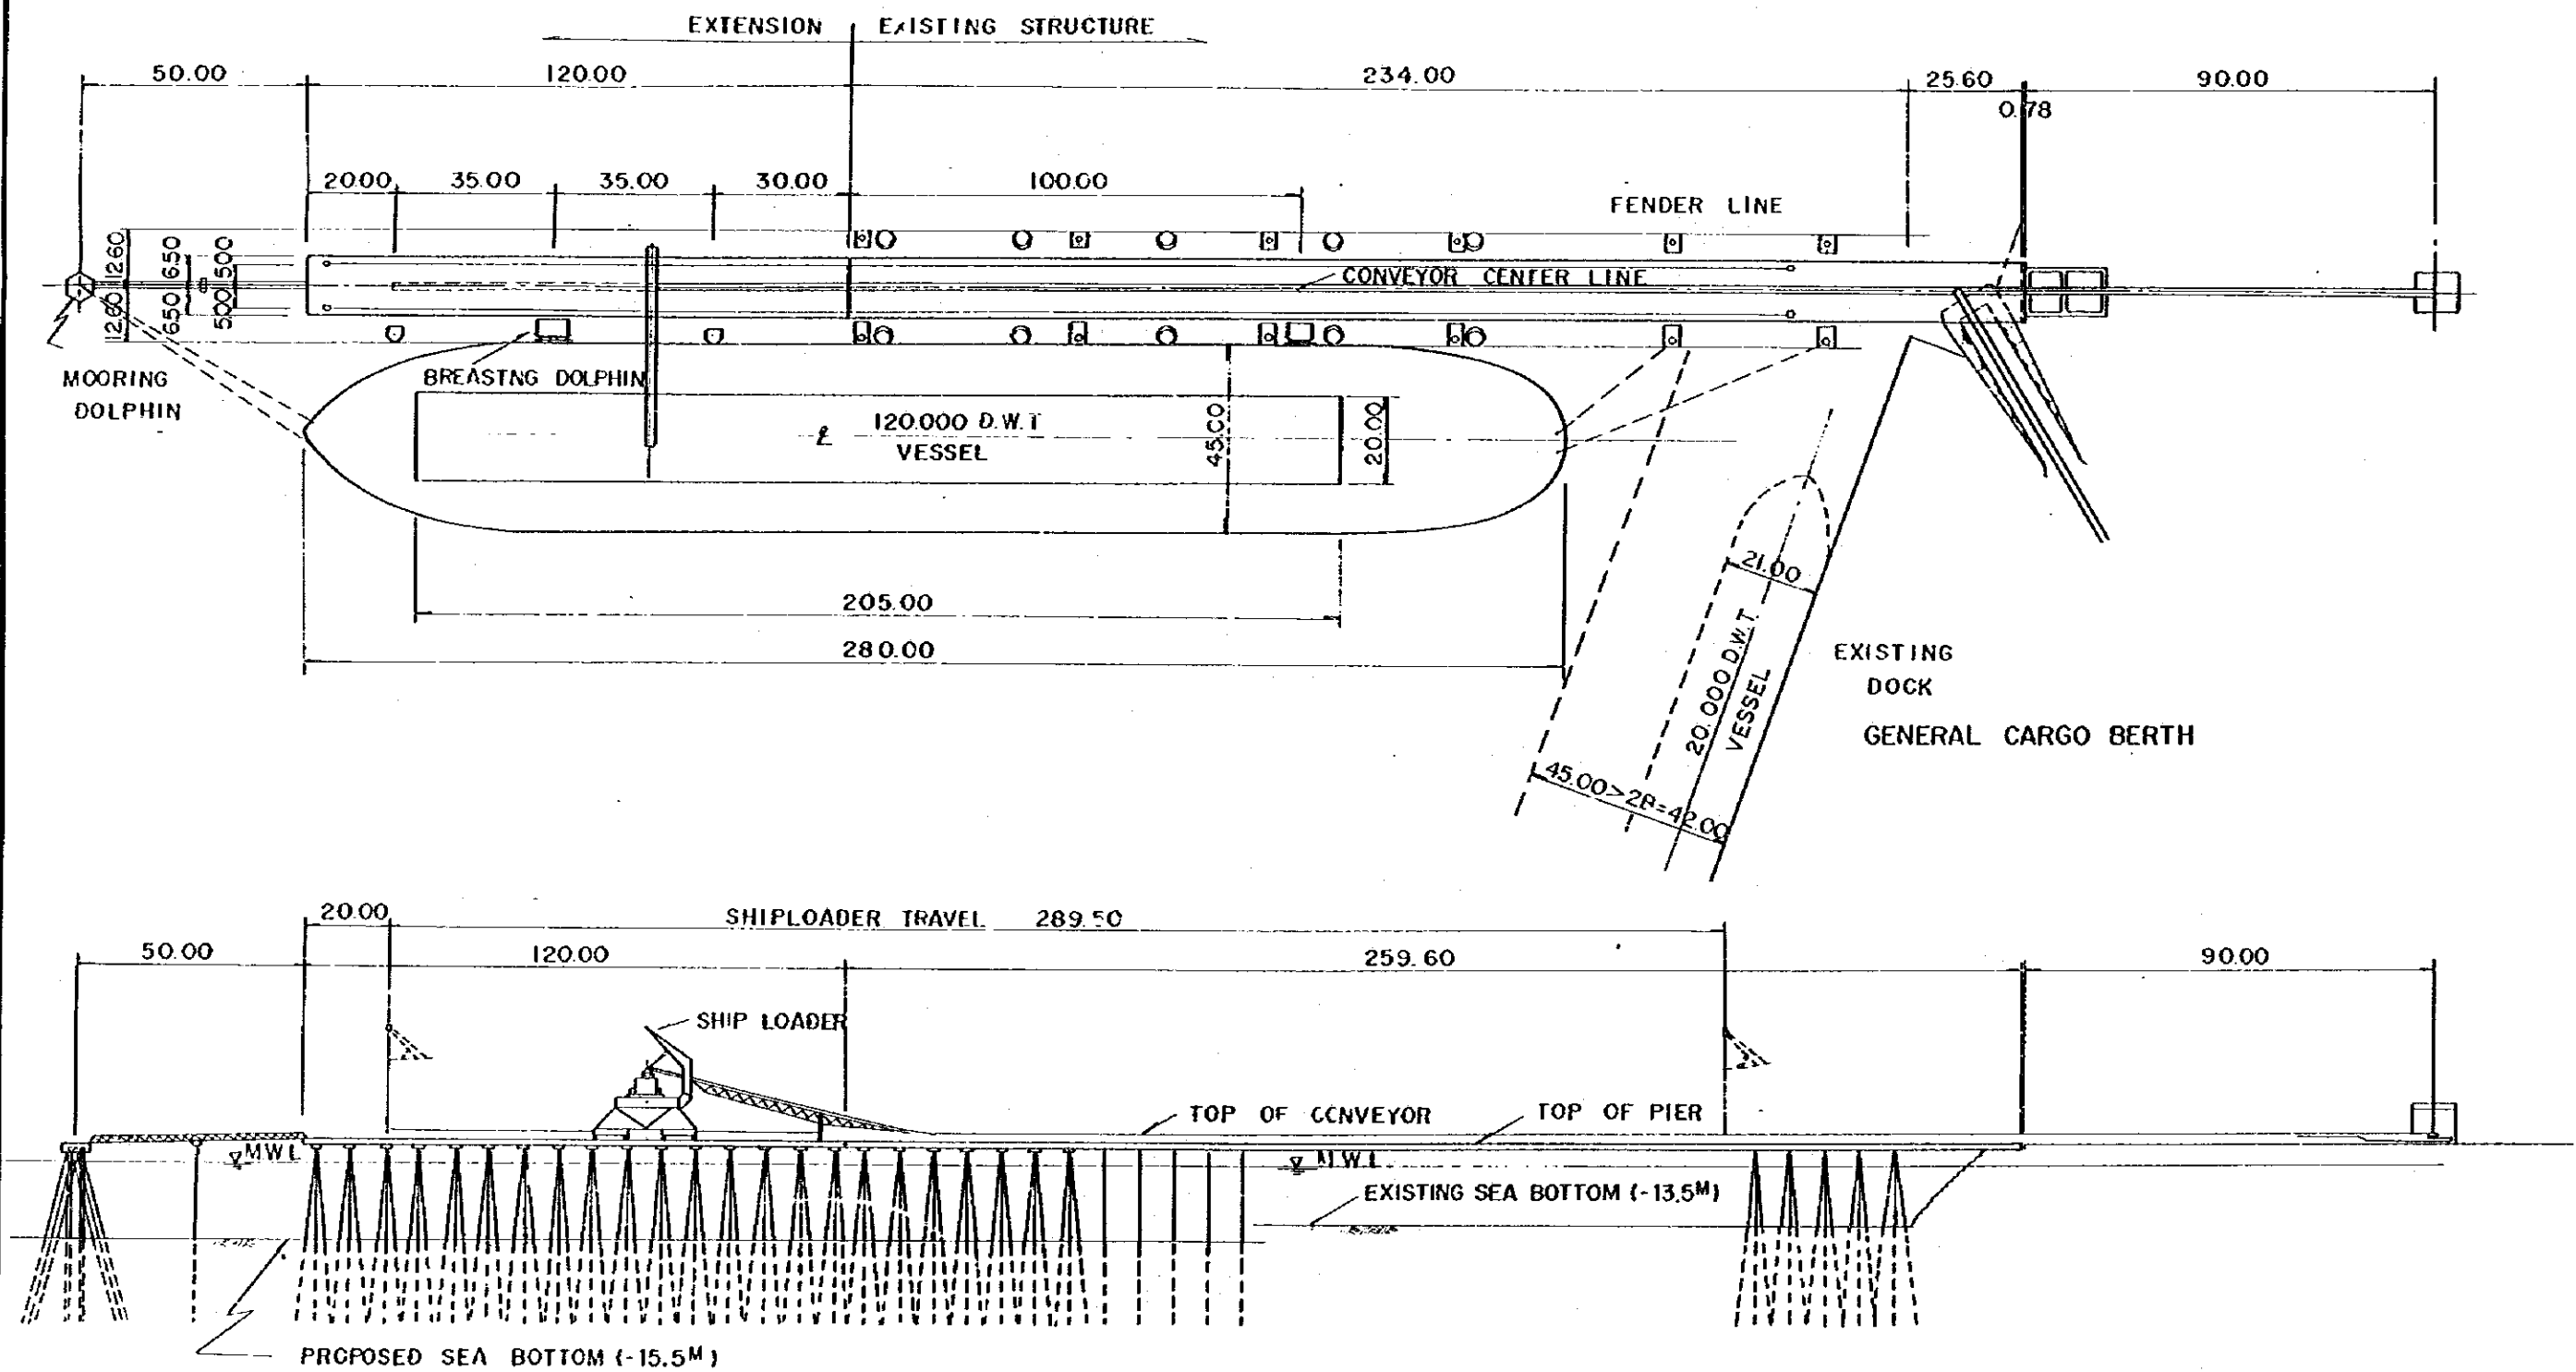 EXTENSION EXISTING STRUCTURE
50.00 120.00 234.00 25.60 90.00
0.78
20.00 35.00 35.00 30.00 100.00
FENDER LINE
12.60 12.60
6.50 6.50
5.00 5.00
CONVEYOR CENTER LINE
MOORING
DOLPHIN
BREASTNG DOLPHIN
120.000 D.W.T
VESSEL
45.00
20.00
205.00
280.00
21.00
20.000 D.W.T.
VESSEL
45.00>2B=42.00
EXISTING
DOCK
GENERAL CARGO BERTH
20.00 SHIPLOADER TRAVEL 289.50
50.00 120.00 259.60 90.00
SHIP LOADER
TOP OF CONVEYOR TOP OF PIER
MWL
M W L
EXISTING SEA BOTTOM (-13.5M)
PROPOSED SEA BOTTOM (-15.5M)